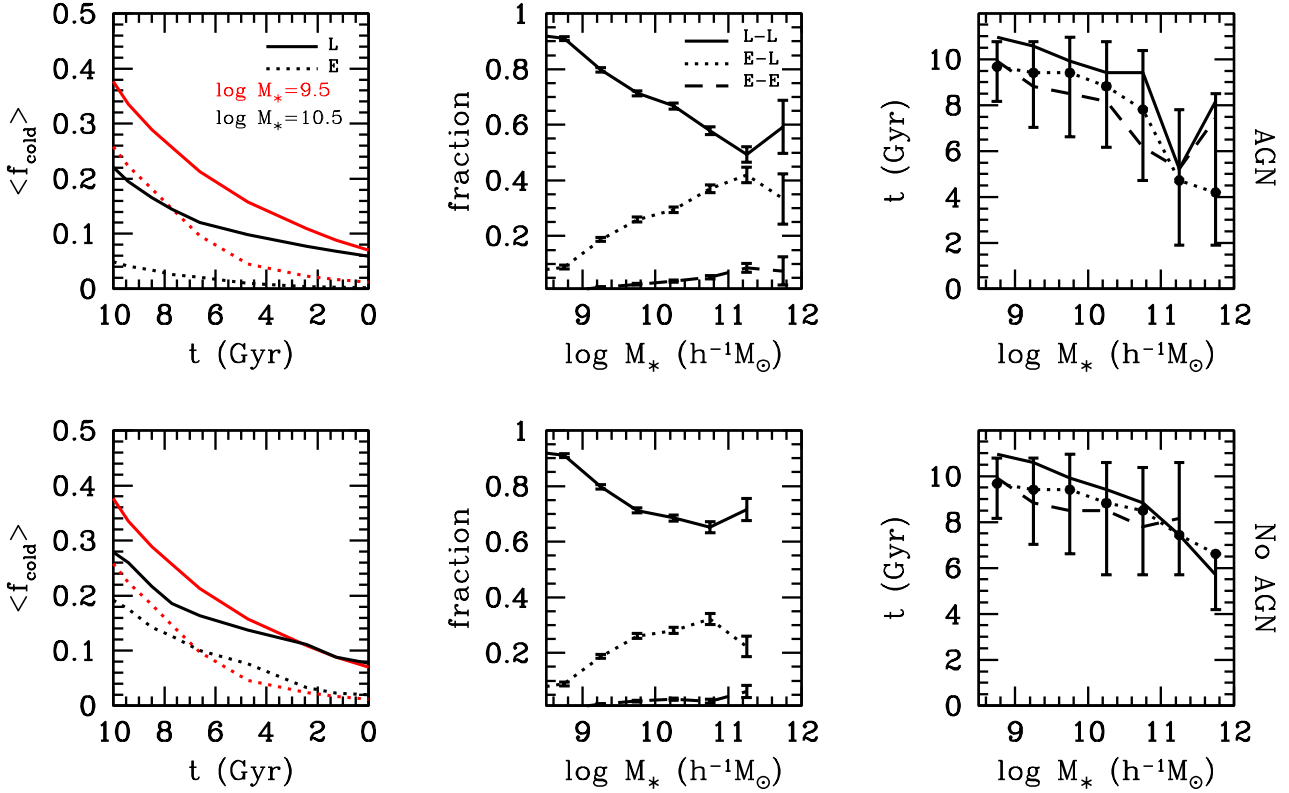 0.5
0.4
0.3
0.2
0.1
0
<f_cold>
L
E
log M_*=9.5
log M_*=10.5
10 8 6 4 2 0
t (Gyr)
1
0.8
0.6
0.4
0.2
fraction
L−L
E−L
E−E
9 10 11 12
log M_* (h⁻¹M_⊙)
10
8
6
4
2
0
t (Gyr)
9 10 11 12
log M_* (h⁻¹M_⊙)
AGN
0.5
0.4
0.3
0.2
0.1
0
<f_cold>
10 8 6 4 2 0
t (Gyr)
1
0.8
0.6
0.4
0.2
fraction
9 10 11 12
log M_* (h⁻¹M_⊙)
10
8
6
4
2
0
t (Gyr)
9 10 11 12
log M_* (h⁻¹M_⊙)
No AGN